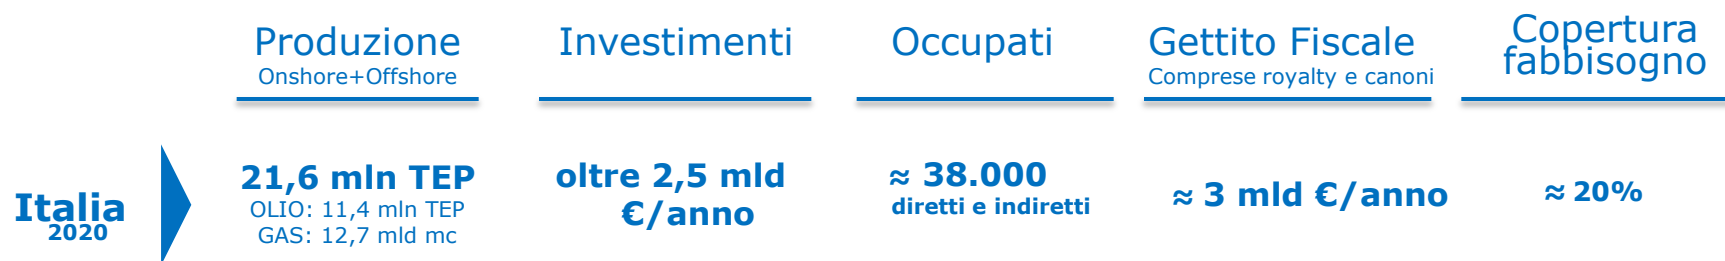 Produzione
Onshore+Offshore
Investimenti
Occupati
Gettito Fiscale
Comprese royalty e canoni
Copertura
fabbisogno
Italia
2020
21,6 mln TEP
OLIO: 11,4 mln TEP
GAS: 12,7 mld mc
oltre 2,5 mld
€/anno
≈ 38.000
diretti e indiretti
≈ 3 mld €/anno
≈ 20%